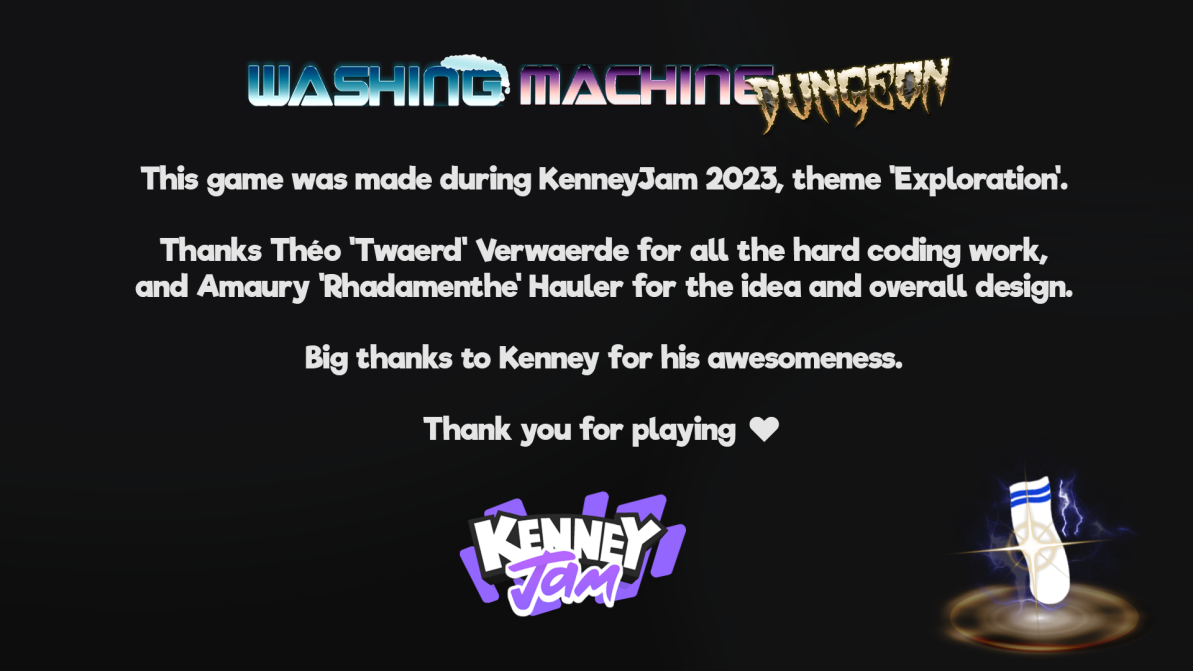 WASHING MACHINE DUNGEON
This game was made during KenneyJam 2023, theme 'Exploration'.
Thanks Théo 'Twaerd' Verwaerde for all the hard coding work,
and Amaury 'Rhadamenthe' Hauler for the idea and overall design.
Big thanks to Kenney for his awesomeness.
Thank you for playing ♥
KENNEY
Jam